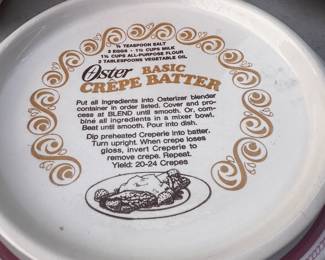 ½ TEASPOON SALT
3 EGGS - 1½ CUPS MILK
1½ CUPS ALL-PURPOSE FLOUR
2 TABLESPOONS VEGETABLE OIL
Oster BASIC
CREPE BATTER
Put all ingredients into Osterizer blender
container in order listed. Cover and pro-
cess at BLEND until smooth. Or, com-
bine all ingredients in a mixer bowl.
Beat until smooth. Pour into dish.
Dip preheated Creperie into batter.
Turn upright. When crepe loses
gloss, invert Creperie to
remove crepe. Repeat.
Yield: 20-24 Crepes